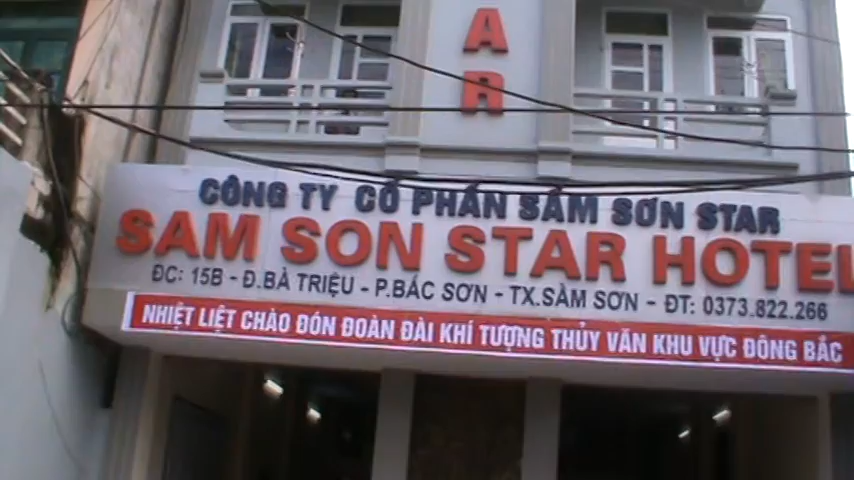 A
R
CÔNG TY CỔ PHẦN SẦM SƠN STAR
SAM SON STAR HOTEL
ĐC: 15B - Đ.BÀ TRIỆU - P.BẮC SƠN - TX.SẦM SƠN - ĐT: 0373.822.266
NHIỆT LIỆT CHÀO ĐÓN ĐOÀN ĐÀI KHÍ TƯỢNG THỦY VĂN KHU VỰC ĐÔNG BẮC